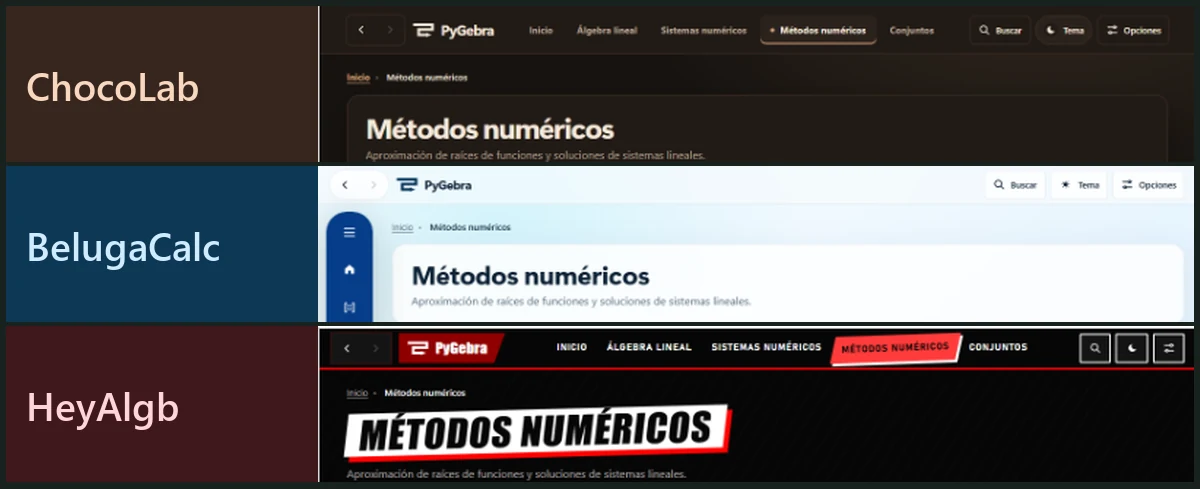 ChocoLab
PyGebra Inicio Álgebra lineal Sistemas numéricos Métodos numéricos Conjuntos Buscar Tema Opciones
Inicio Métodos numéricos
Métodos numéricos
Aproximación de raíces de funciones y soluciones de sistemas lineales.
BelugaCalc
PyGebra Buscar Tema Opciones
Inicio Métodos numéricos
Métodos numéricos
Aproximación de raíces de funciones y soluciones de sistemas lineales.
HeyAlgb
PyGebra INICIO ÁLGEBRA LINEAL SISTEMAS NUMÉRICOS MÉTODOS NUMÉRICOS CONJUNTOS
Inicio Métodos numéricos
MÉTODOS NUMÉRICOS
Aproximación de raíces de funciones y soluciones de sistemas lineales.